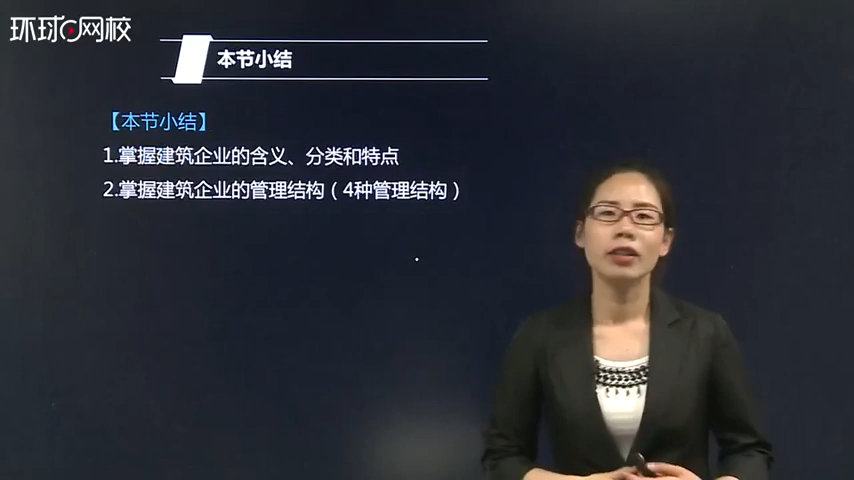 环球网校
本节小结
【本节小结】
1.掌握建筑企业的含义、分类和特点
2.掌握建筑企业的管理结构（4种管理结构）